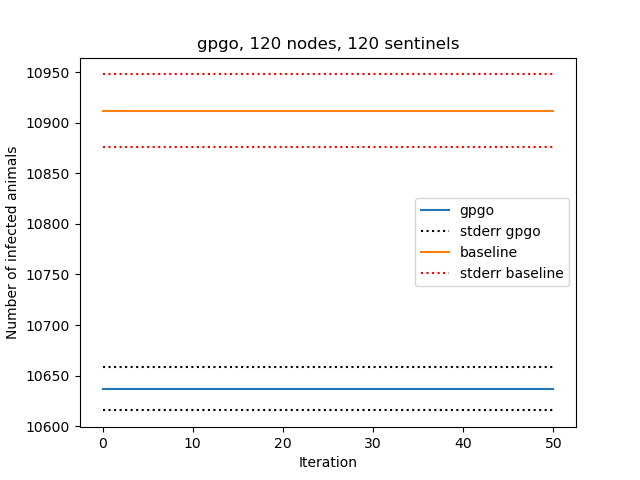 gpgo, 120 nodes, 120 sentinels
Number of infected animals
10950
10900
10850
10800
10750
10700
10650
10600
gpgo
stderr gpgo
baseline
stderr baseline
0 10 20 30 40 50
Iteration